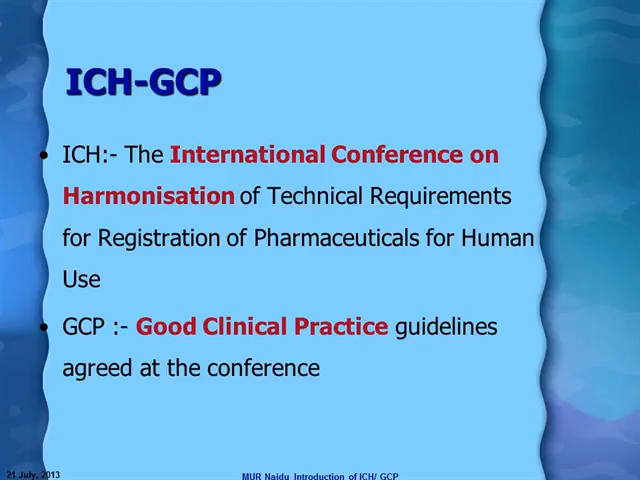 ICH-GCP
• ICH:- The International Conference on
Harmonisation of Technical Requirements
for Registration of Pharmaceuticals for Human
Use
• GCP :- Good Clinical Practice guidelines
agreed at the conference
21 July, 2013
MUR Naidu Introduction of ICH/ GCP